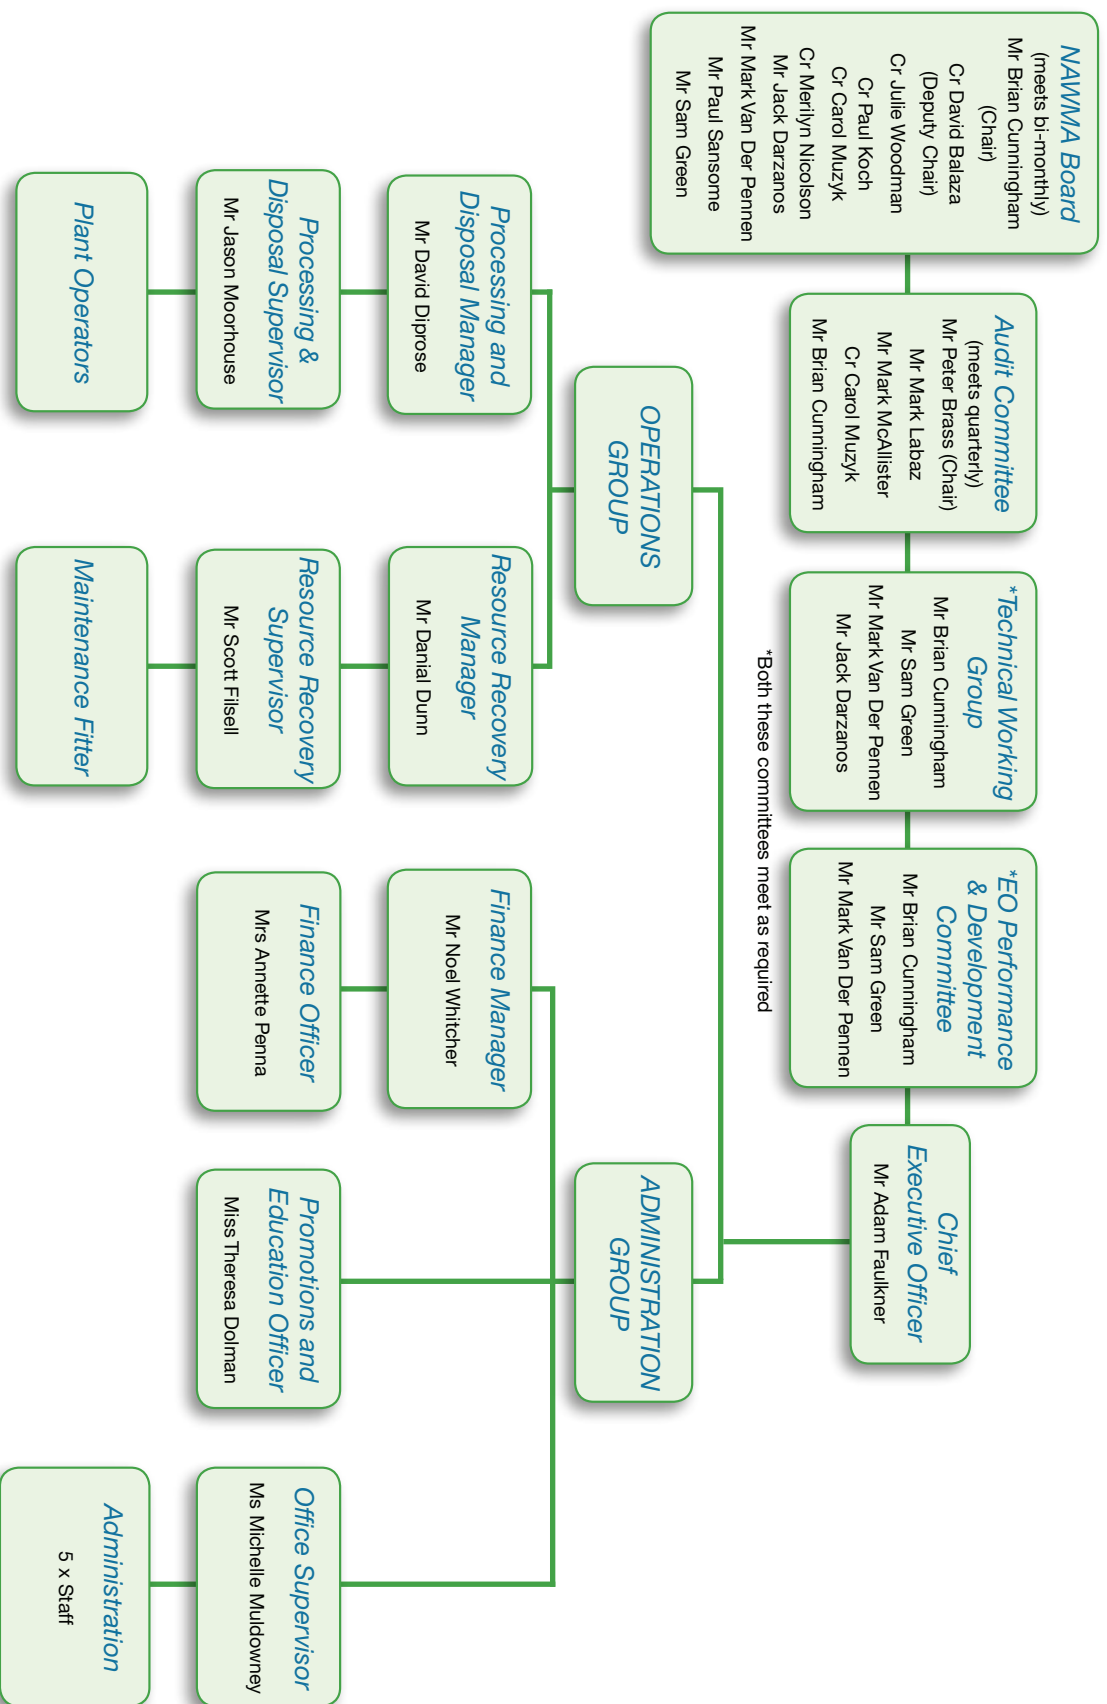 NAWMA Board
(meets bi-monthly)
Mr Brian Cunningham
(Chair)
Cr David Balaza
(Deputy Chair)
Cr Julie Woodman
Cr Paul Koch
Cr Carol Muzyk
Cr Merilyn Nicolson
Mr Jack Darzanos
Mr Mark Van Der Pennen
Mr Paul Sansome
Mr Sam Green
Audit Committee
(meets quarterly)
Mr Peter Brass (Chair)
Mr Mark Labaz
Mr Mark McAllister
Cr Carol Muzyk
Mr Brian Cunningham
*Technical Working
Group
Mr Brian Cunningham
Mr Sam Green
Mr Mark Van Der Pennen
Mr Jack Darzanos
*EO Performance
& Development
Committee
Mr Brian Cunningham
Mr Sam Green
Mr Mark Van Der Pennen
*Both these committees meet as required
Chief
Executive Officer
Mr Adam Faulkner
OPERATIONS
GROUP
ADMINISTRATION
GROUP
Processing and
Disposal Manager
Mr David Diprose
Resource Recovery
Manager
Mr Danial Dunn
Finance Manager
Mr Noel Whitcher
Processing &
Disposal Supervisor
Mr Jason Moorhouse
Resource Recovery
Supervisor
Mr Scott Filsell
Finance Officer
Mrs Annette Penna
Promotions and
Education Officer
Miss Theresa Dolman
Office Supervisor
Ms Michelle Muldowney
Plant Operators
Maintenance Fitter
Administration
5 x Staff